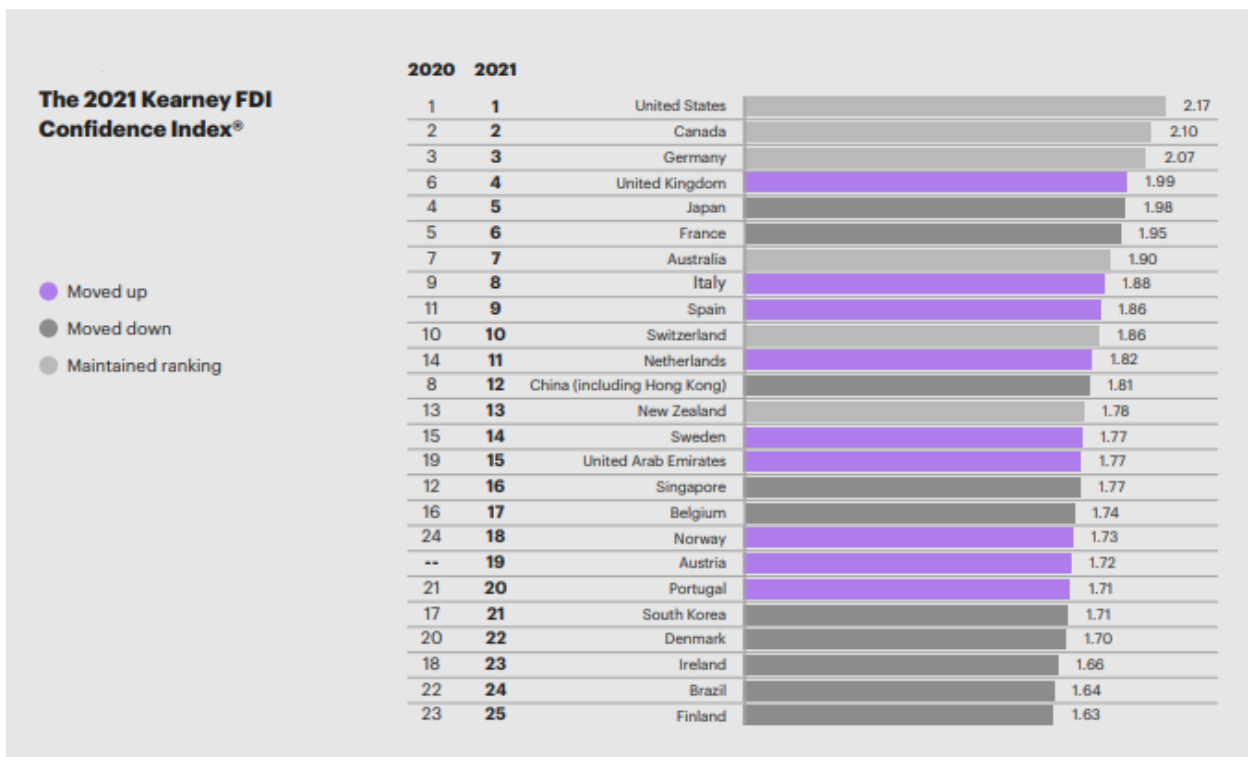 The 2021 Kearney FDI
Confidence Index®
Moved up
Moved down
Maintained ranking
2020 2021
1 1 United States 2.17
2 2 Canada 2.10
3 3 Germany 2.07
6 4 United Kingdom 1.99
4 5 Japan 1.98
5 6 France 1.95
7 7 Australia 1.90
9 8 Italy 1.88
11 9 Spain 1.86
10 10 Switzerland 1.86
14 11 Netherlands 1.82
8 12 China (including Hong Kong) 1.81
13 13 New Zealand 1.78
15 14 Sweden 1.77
19 15 United Arab Emirates 1.77
12 16 Singapore 1.77
16 17 Belgium 1.74
24 18 Norway 1.73
-- 19 Austria 1.72
21 20 Portugal 1.71
17 21 South Korea 1.71
20 22 Denmark 1.70
18 23 Ireland 1.66
22 24 Brazil 1.64
23 25 Finland 1.63